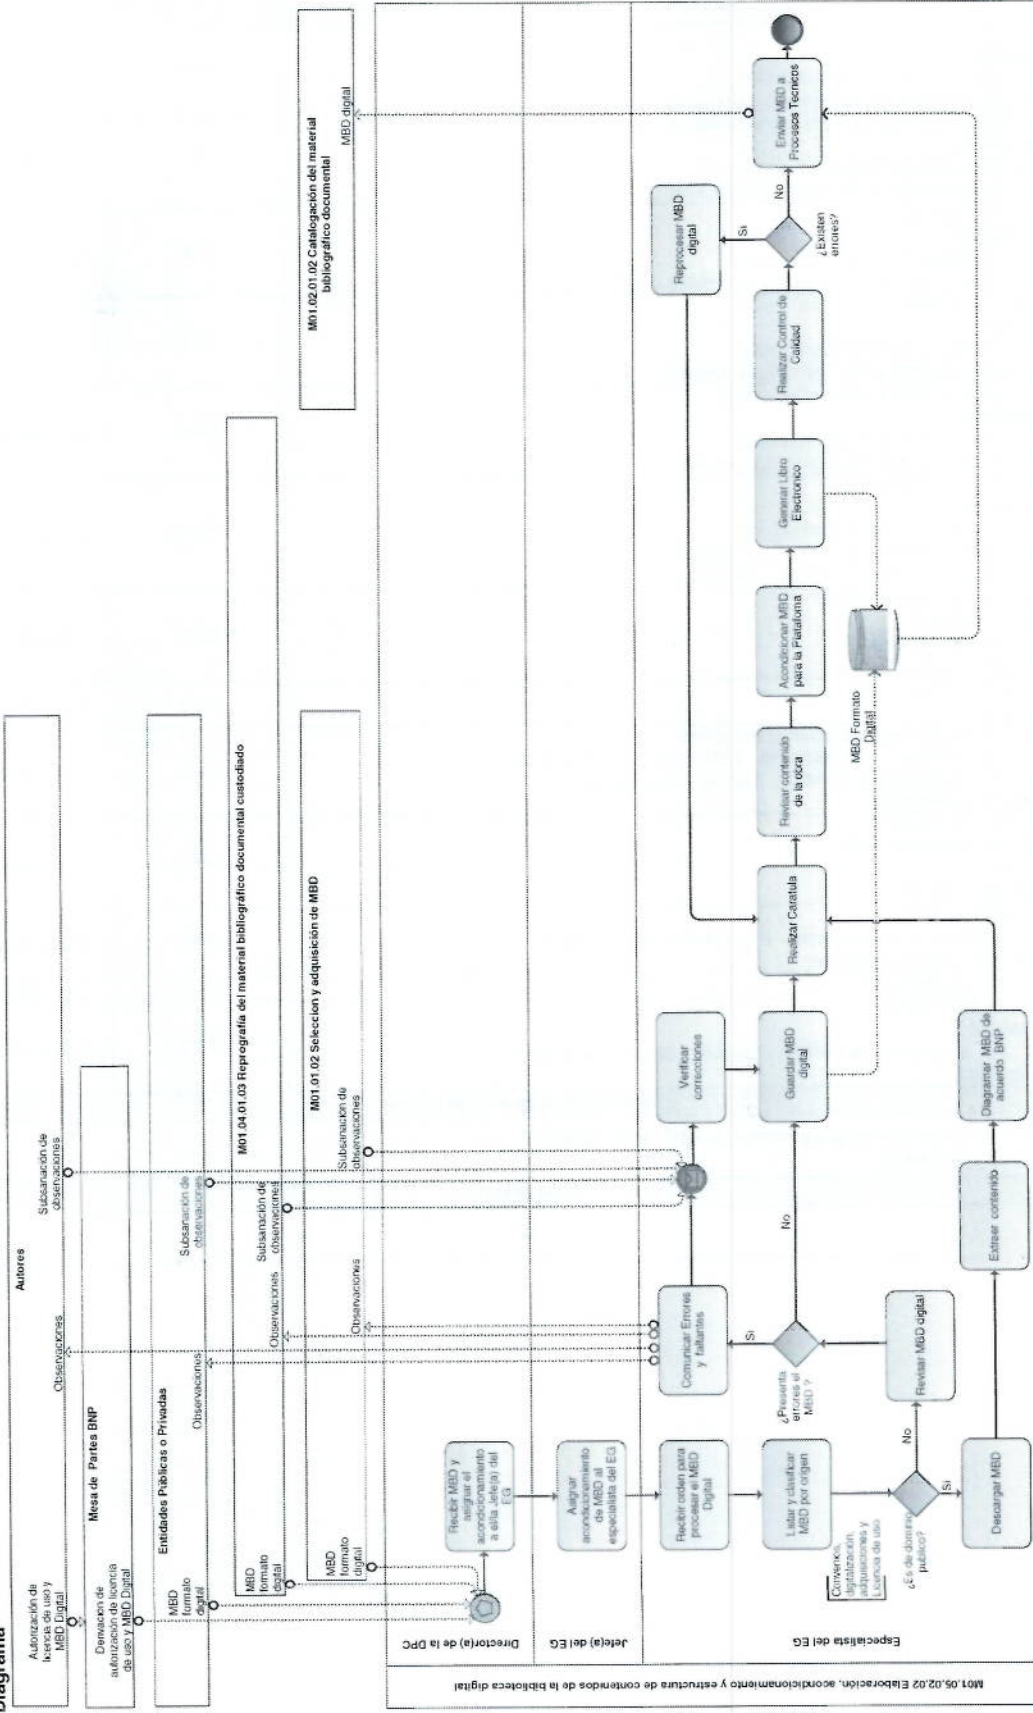 Diagrama
Autores
Autorización de
licencia de uso y
MBD Digital
Observaciones
Subsanación de
observaciones
Mesa de Partes BNP
Derivación de
autorización de licencia
de uso y MBD Digital
Entidades Públicas o Privadas
MBD
formato
digital
Observaciones
Subsanación de
observaciones
M01.04.01.03 Reprografía del material bibliográfico documental custodiado
MBD
formato
digital
Observaciones
Subsanación de
observaciones
M01.01.02 Seleccion y adquisición de MBD
MBD
formato
digital
Observaciones
Subsanación de
observaciones
M01.02.01.02 Catalogación del material
bibliográfico documental
MBD digital
M01.05.02.02 Elaboración, acondicionamiento y estructura de contenidos de la biblioteca digital
Director(a) de la DPC
Recibir MBD y
asignar el
acondicionamiento
a el/la Jefe(a) del
EG
Jefe(a) del EG
Asignar
acondicionamiento
de MBD al
especialista del EG
Especialista del EG
Recibir orden para
procesar el MBD
Digital
Listar y clasificar
MBD por origen
Convenios,
digitalización,
adquisiciones y
Licencia de uso
¿Es de dominio
publico?
No
Si
Revisar MBD digital
Descargar MBD
¿Presenta
errores el
MBD ?
Si
No
Comunicar Errores
y faltantes
Verificar
correcciones
Guardar MBD
digital
Extraer contenido
Diagramar MBD de
acuerdo BNP
Realizar Caratula
Revisar contenido
de la obra
Acondicionar MBD
para la Plataforma
MBD Formato
Digital
Generar Libro
Electronico
Realizar Control de
Calidad
¿Existen
errores?
Si
No
Reprocesar MBD
digital
Enviar MBD a
Procesos Tecnicos